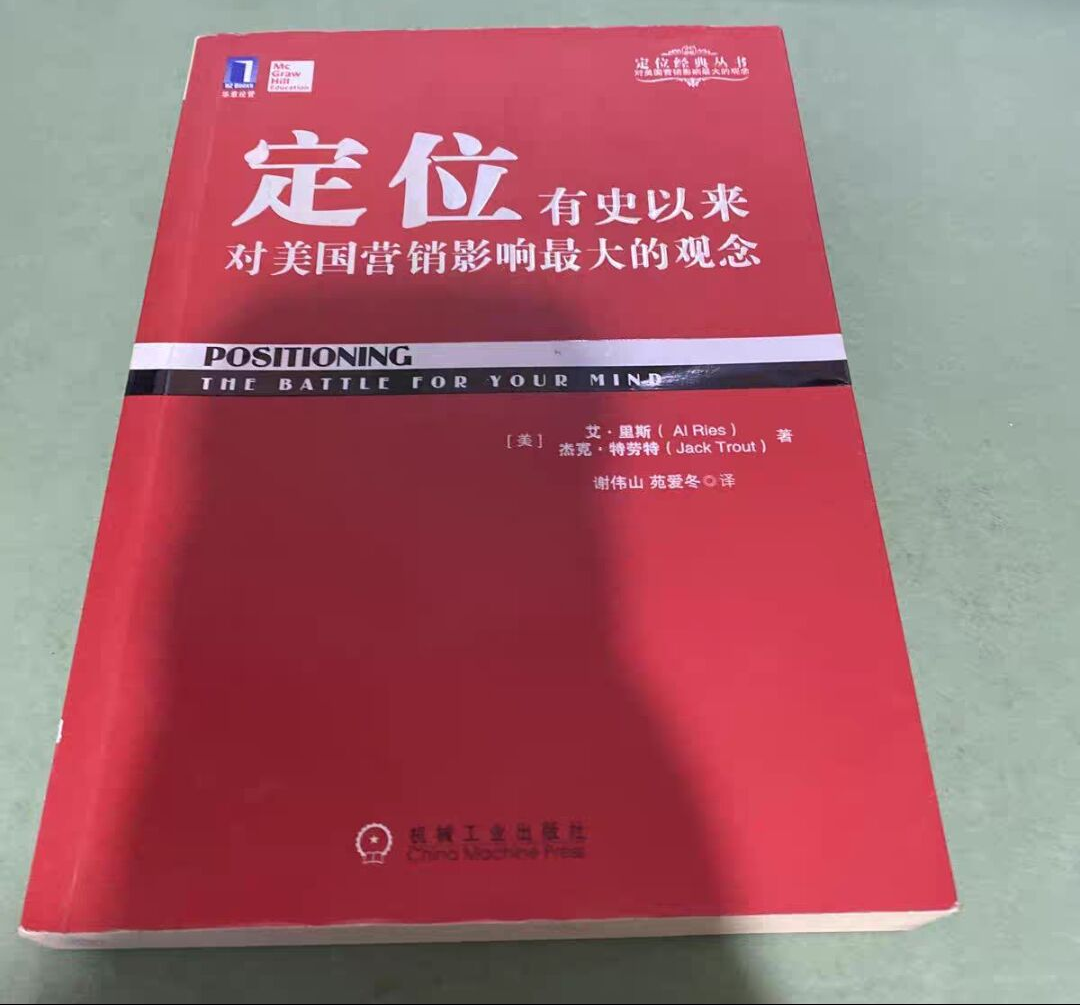 HZ Books
华章经管
Mc
Graw
Hill
Education
定位经典丛书
对美国营销影响最大的观念
定位 有史以来
对美国营销影响最大的观念
POSITIONING
THE BATTLE FOR YOUR MIND
[美] 艾·里斯（Al Ries）
杰克·特劳特（Jack Trout） 著
谢伟山 苑爱冬◎译
机械工业出版社
China Machine Press